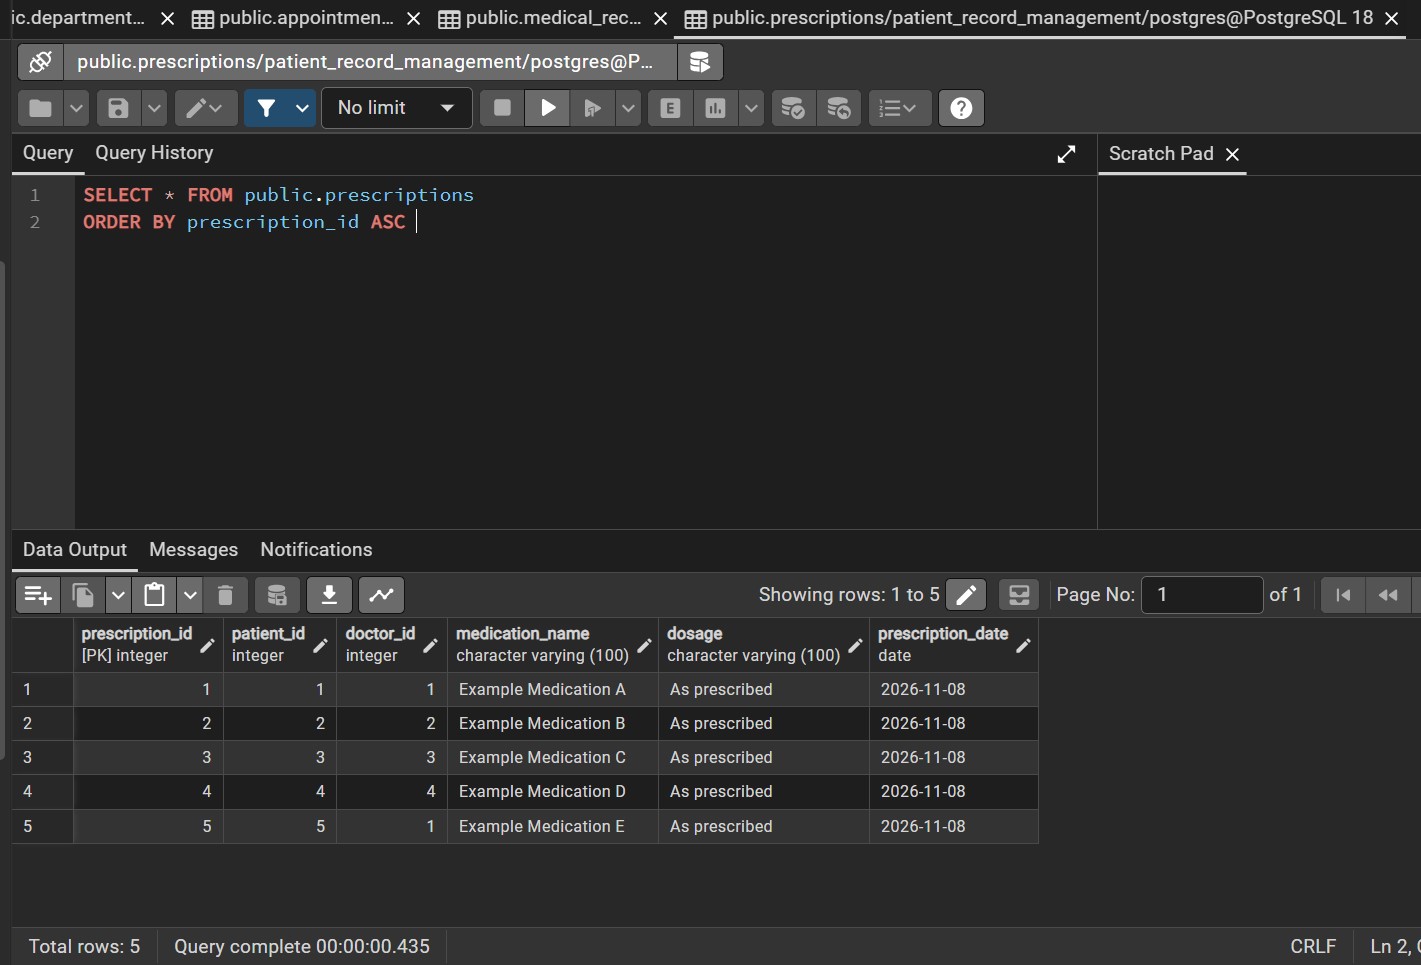 ic.department... public.appointmen... public.medical_rec... public.prescriptions/patient_record_management/postgres@PostgreSQL 18
public.prescriptions/patient_record_management/postgres@P...
No limit
E
Query Query History Scratch Pad
1 SELECT * FROM public.prescriptions
2 ORDER BY prescription_id ASC
Data Output Messages Notifications
Showing rows: 1 to 5 Page No: 1 of 1
prescription_id patient_id doctor_id medication_name dosage prescription_date
[PK] integer integer integer character varying (100) character varying (100) date
1 1 1 1 Example Medication A As prescribed 2026-11-08
2 2 2 2 Example Medication B As prescribed 2026-11-08
3 3 3 3 Example Medication C As prescribed 2026-11-08
4 4 4 4 Example Medication D As prescribed 2026-11-08
5 5 5 1 Example Medication E As prescribed 2026-11-08
Total rows: 5 Query complete 00:00:00.435 CRLF Ln 2,